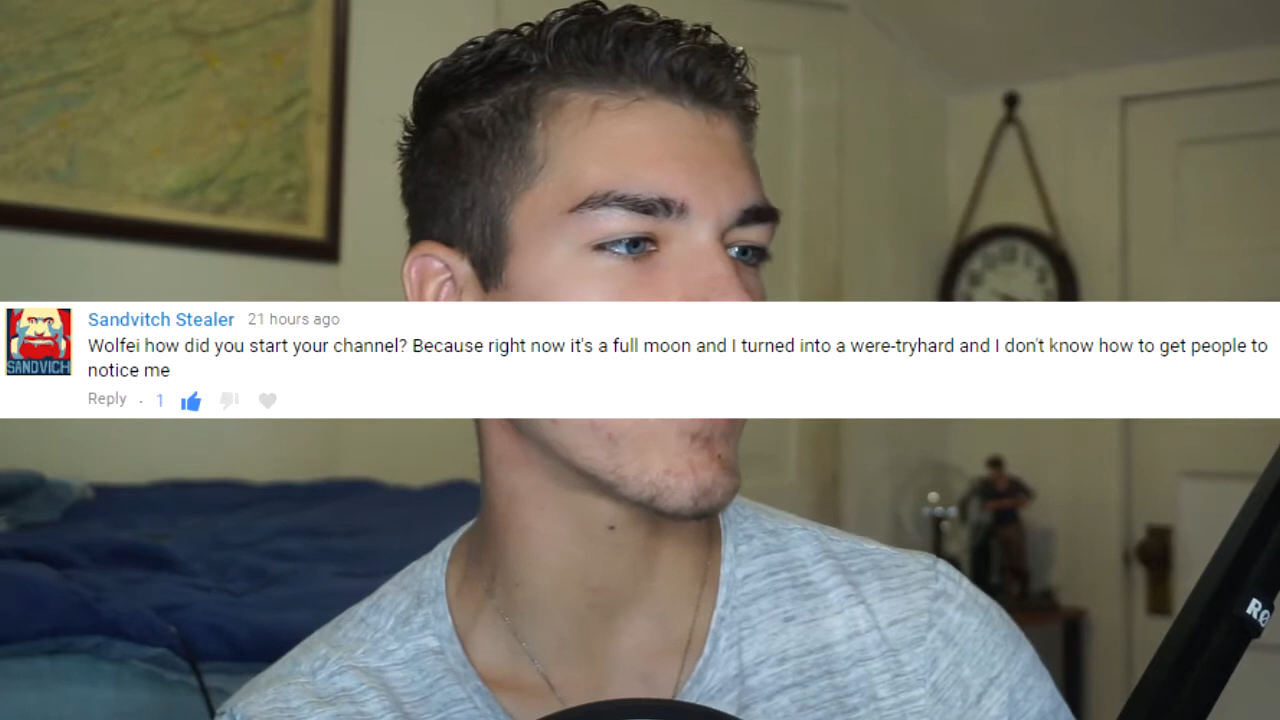 Sandvitch Stealer 21 hours ago
Wolfei how did you start your channel? Because right now it's a full moon and I turned into a were-tryhard and I don't know how to get people to
notice me
SANDVICH
Reply · 1